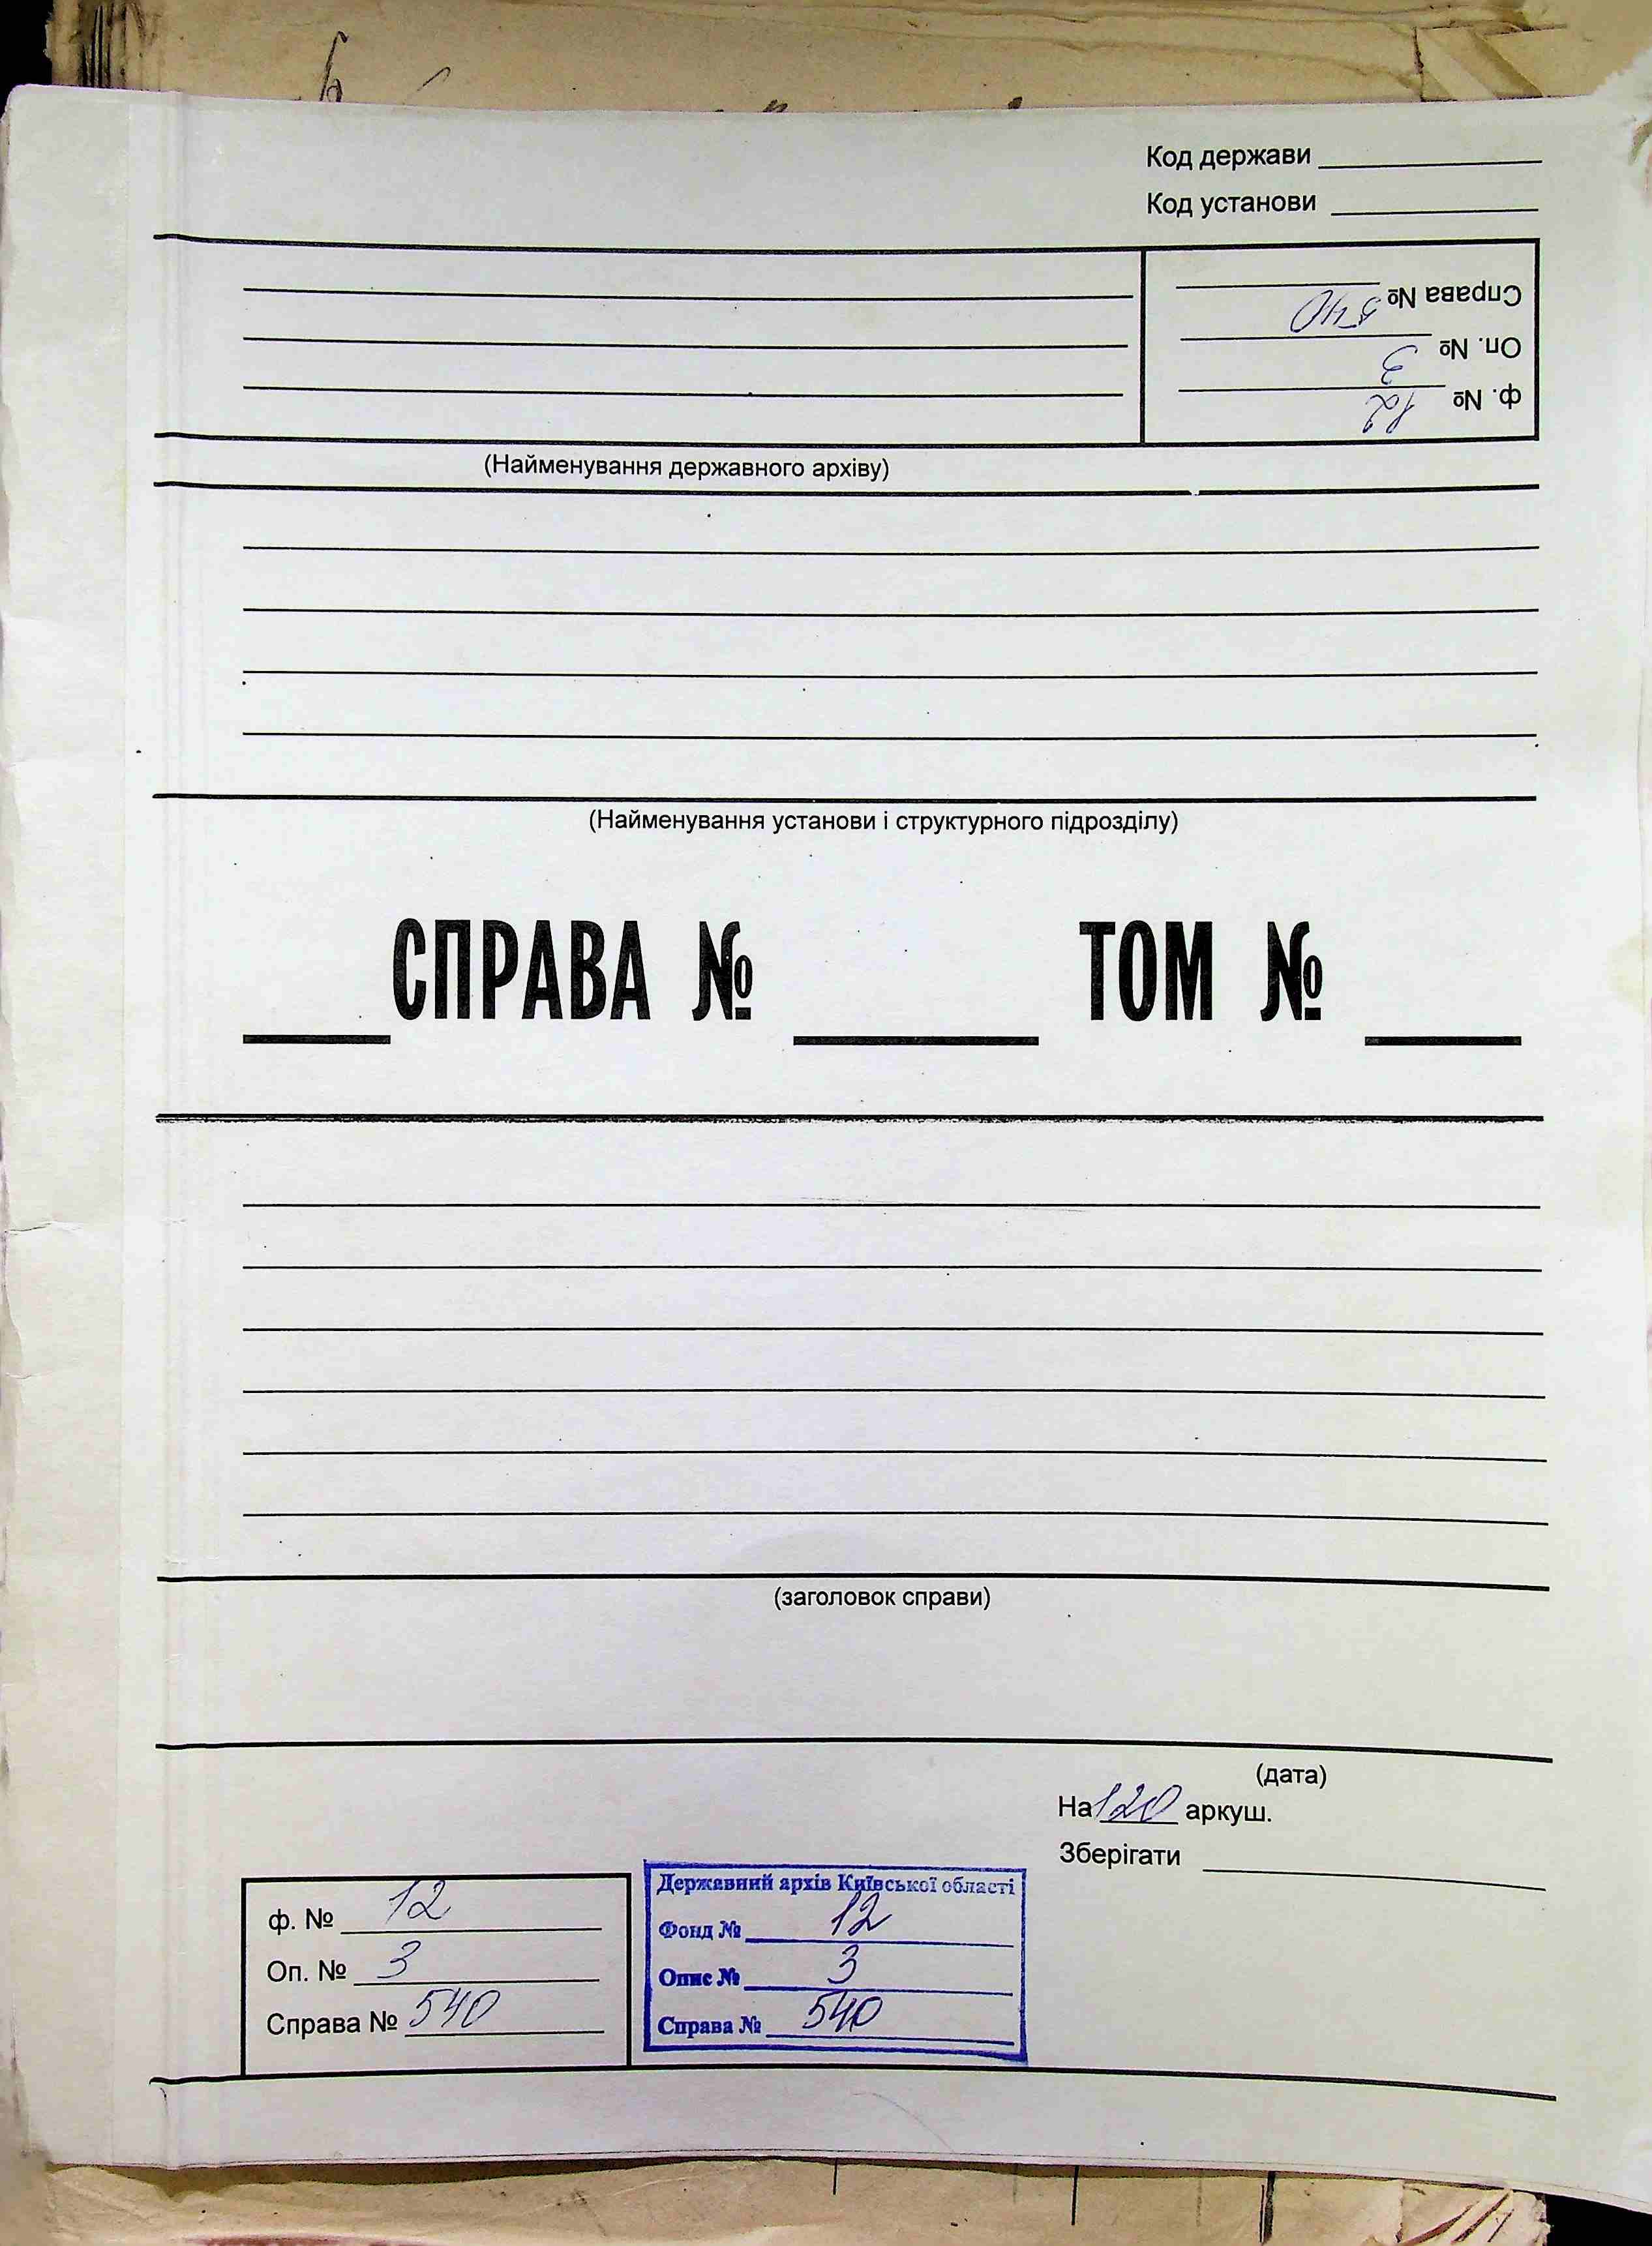 Код держави
Код установи
Справа № 540
Оп. № 3
ф. № 12
(Найменування державного архіву)
(Найменування установи і структурного підрозділу)
СПРАВА № ТОМ №
(заголовок справи)
(дата)
На 120 аркуш.
Зберігати
ф. № 12
Оп. № 3
Справа № 540
Державний архів Київської області
Фонд № 12
Опис № 3
Справа № 540